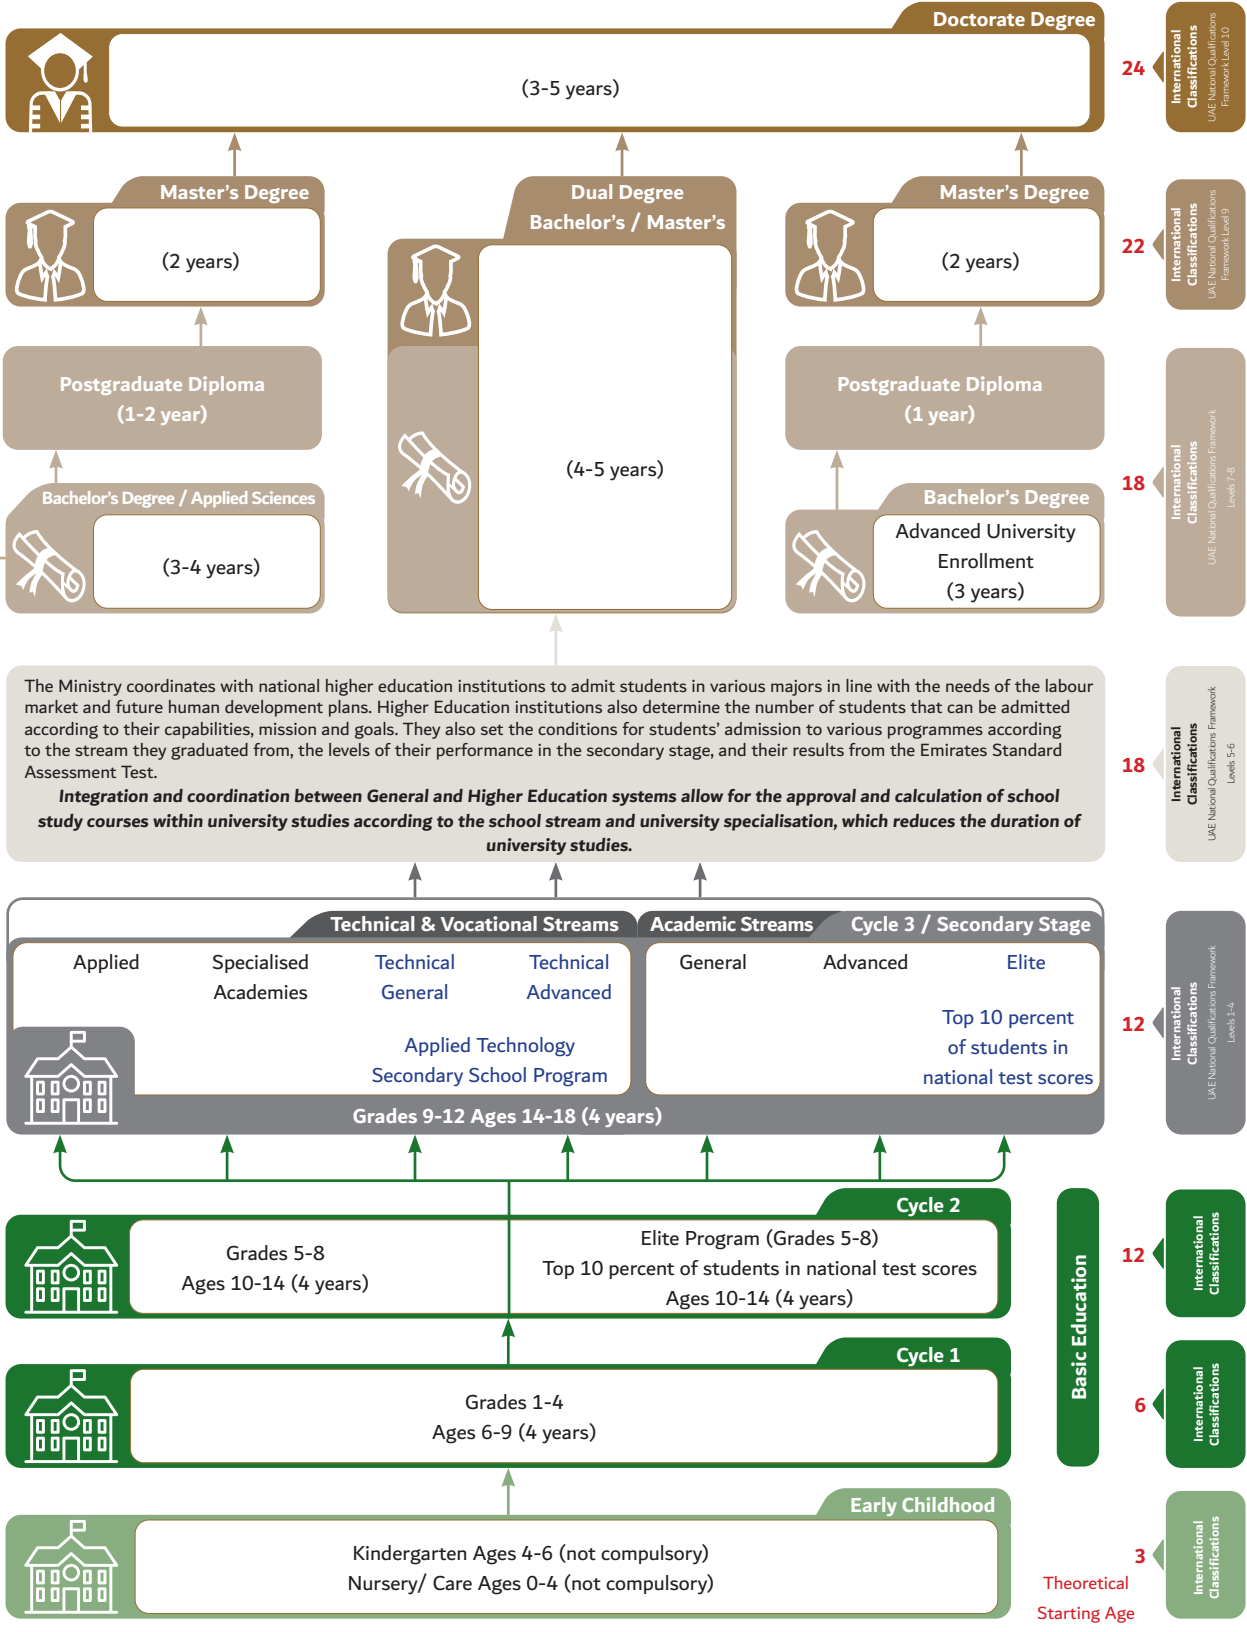 Doctorate Degree
(3-5 years)
24
International
Classifications
UAE National Qualifications
Framework Level 10
Master's Degree
(2 years)
Dual Degree
Bachelor's / Master's
(4-5 years)
Master's Degree
(2 years)
22
International
Classifications
UAE National Qualifications
Framework Level 9
Postgraduate Diploma
(1-2 year)
Postgraduate Diploma
(1 year)
Bachelor's Degree / Applied Sciences
(3-4 years)
Bachelor's Degree
Advanced University
Enrollment
(3 years)
18
International
Classifications
UAE National Qualifications Framework
Levels 7-8
The Ministry coordinates with national higher education institutions to admit students in various majors in line with the needs of the labour
market and future human development plans. Higher Education institutions also determine the number of students that can be admitted
according to their capabilities, mission and goals. They also set the conditions for students' admission to various programmes according
to the stream they graduated from, the levels of their performance in the secondary stage, and their results from the Emirates Standard
Assessment Test.
Integration and coordination between General and Higher Education systems allow for the approval and calculation of school
study courses within university studies according to the school stream and university specialisation, which reduces the duration of
university studies.
18
International
Classifications
UAE National Qualifications Framework
Levels 5-6
Technical & Vocational Streams
Academic Streams
Cycle 3 / Secondary Stage
Applied
Specialised
Academies
Technical
General
Technical
Advanced
Applied Technology
Secondary School Program
General
Advanced
Elite
Top 10 percent
of students in
national test scores
Grades 9-12 Ages 14-18 (4 years)
12
International
Classifications
UAE National Qualifications Framework
Levels 1-4
Cycle 2
Grades 5-8
Ages 10-14 (4 years)
Elite Program (Grades 5-8)
Top 10 percent of students in national test scores
Ages 10-14 (4 years)
12
International
Classifications
Basic Education
Cycle 1
Grades 1-4
Ages 6-9 (4 years)
6
International
Classifications
Early Childhood
Kindergarten Ages 4-6 (not compulsory)
Nursery/ Care Ages 0-4 (not compulsory)
3
Theoretical
Starting Age
International
Classifications